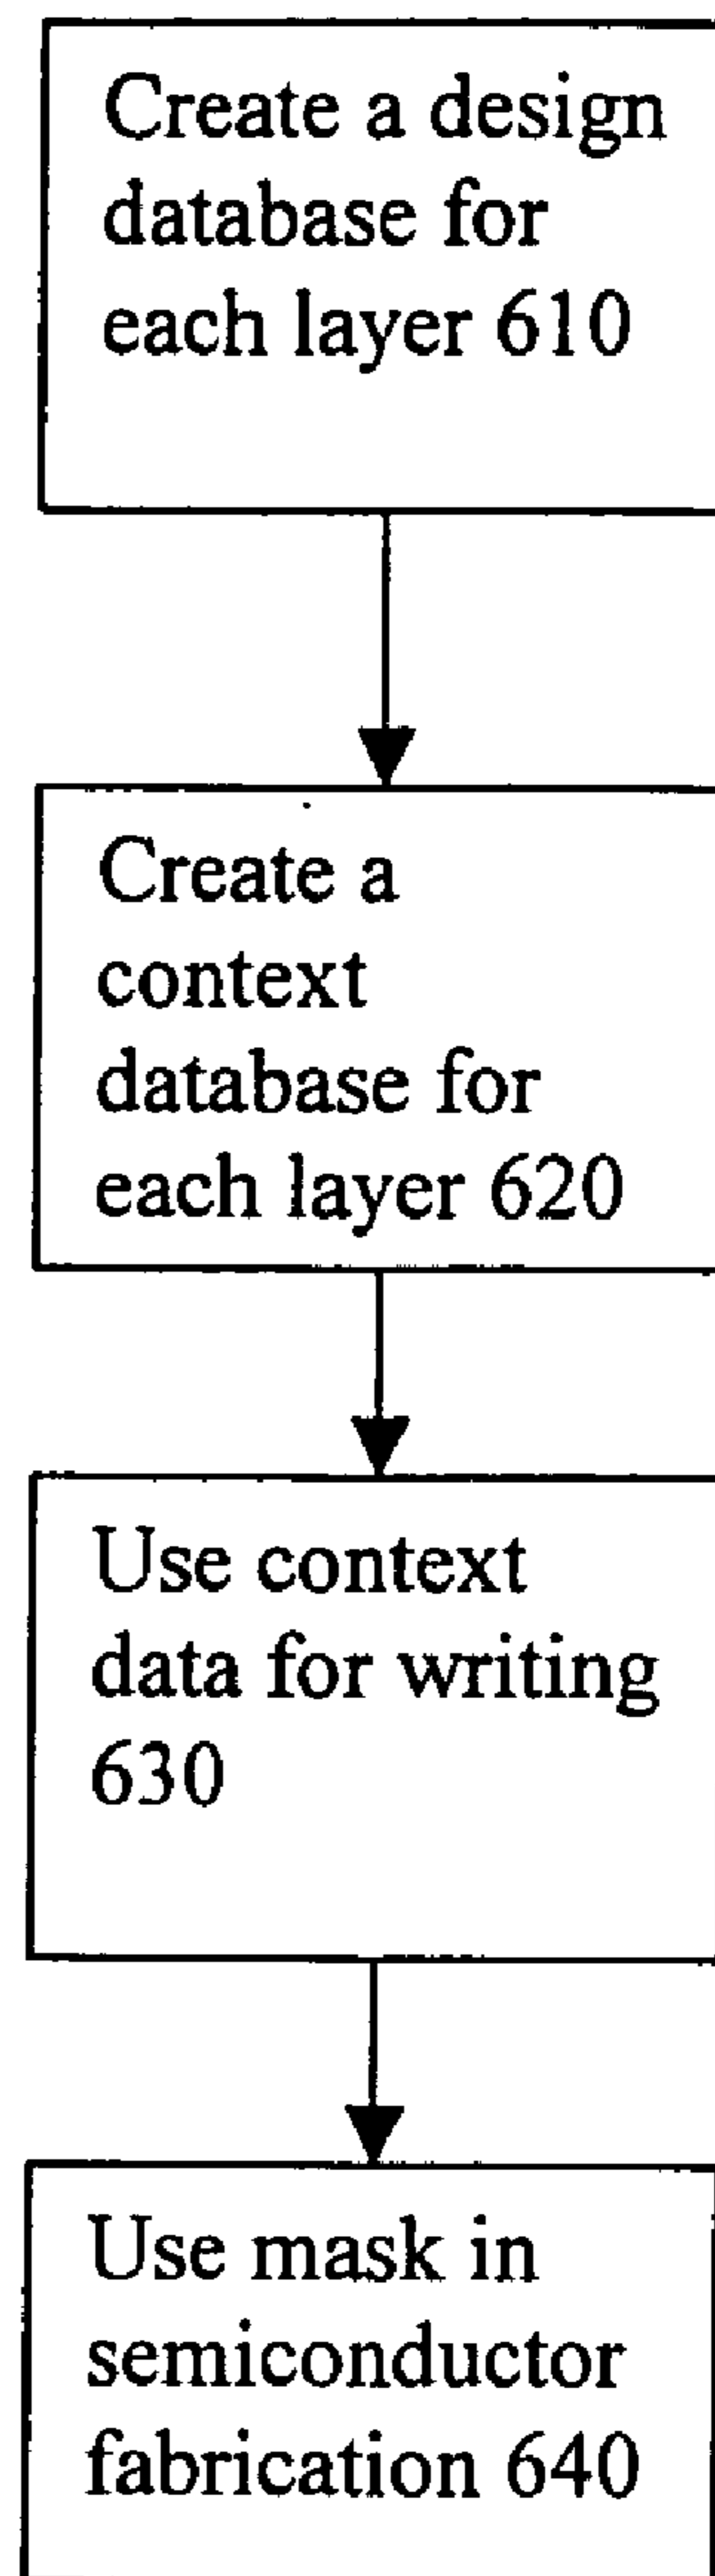 Create a design
database for
each layer 610
Create a
context
database for
each layer 620
Use context
data for writing
630
Use mask in
semiconductor
fabrication 640